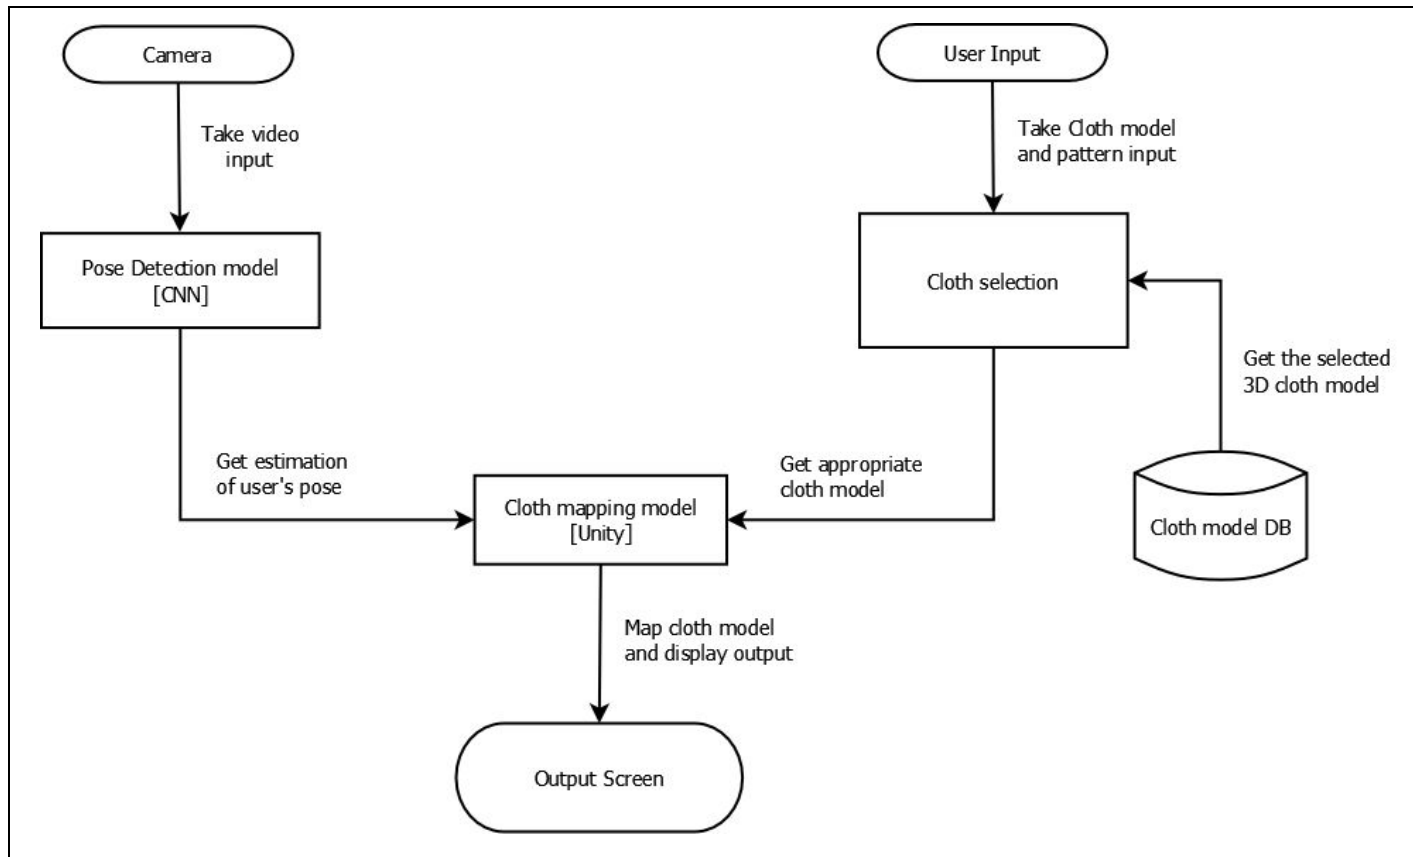 Camera
User Input
Take video
input
Take Cloth model
and pattern input
Pose Detection model
[CNN]
Cloth selection
Get the selected
3D cloth model
Get estimation
of user's pose
Get appropriate
cloth model
Cloth mapping model
[Unity]
Cloth model DB
Map cloth model
and display output
Output Screen